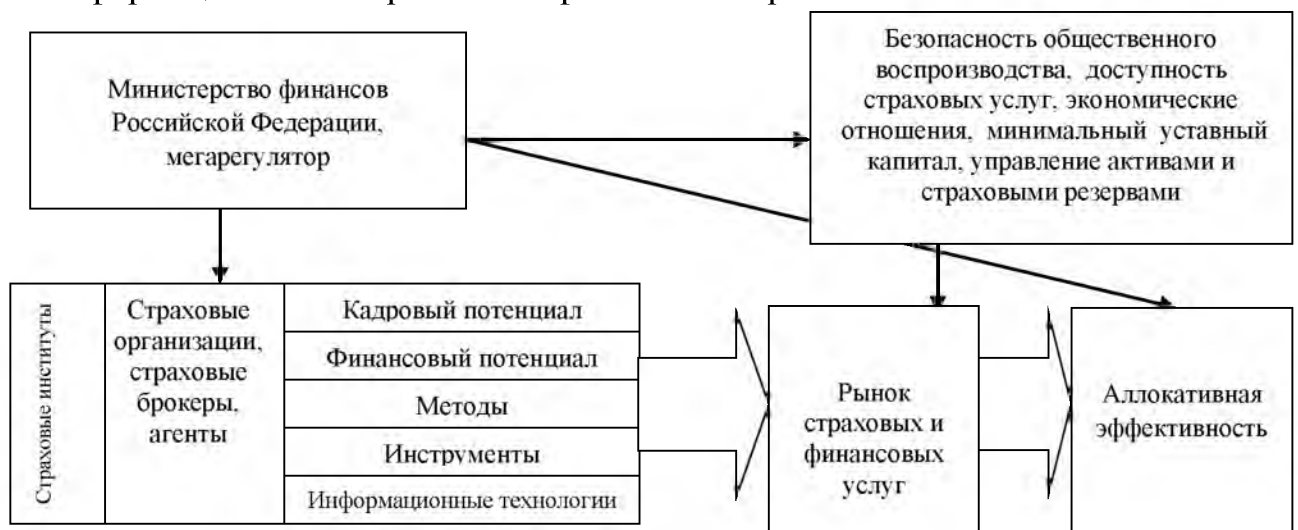 Министерство финансов
Российской Федерации,
мегарегулятор
Безопасность общественного
воспроизводства, доступность
страховых услуг, экономические
отношения, минимальный уставный
капитал, управление активами и
страховыми резервами
Страховые институты
Страховые
организации,
страховые
брокеры,
агенты
Кадровый потенциал
Финансовый потенциал
Методы
Инструменты
Информационные технологии
Рынок
страховых и
финансовых
услуг
Аллокативная
эффективность